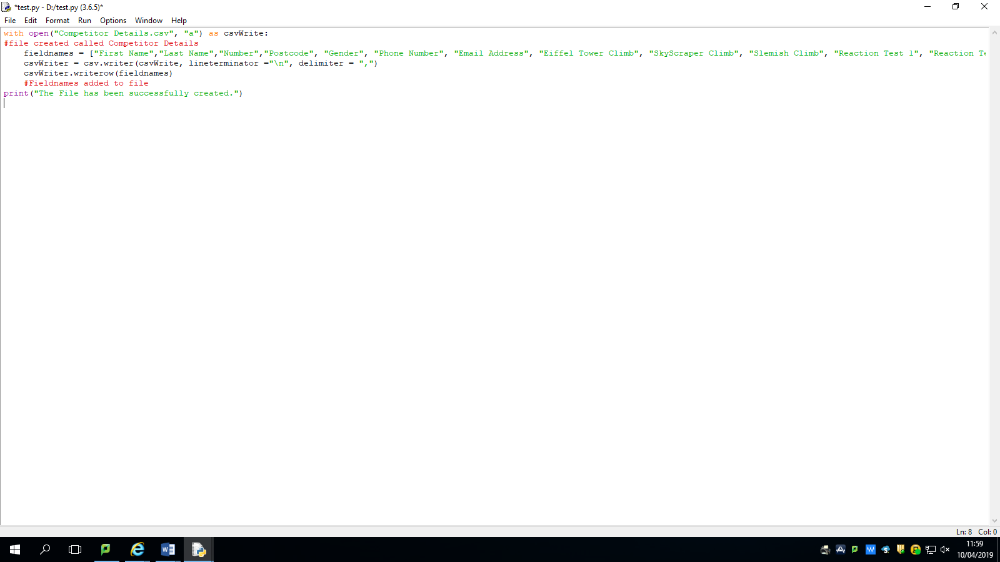 *test.py - D:/test.py (3.6.5)*
File Edit Format Run Options Window Help
with open("Competitor Details.csv", "a") as csvWrite:
#file created called Competitor Details
    fieldnames = ["First Name","Last Name","Number","Postcode", "Gender", "Phone Number", "Email Address", "Eiffel Tower Climb", "SkyScraper Climb", "Slemish Climb", "Reaction Test 1", "Reaction Te
    csvWriter = csv.writer(csvWrite, lineterminator ="\n", delimiter = ",")
    csvWriter.writerow(fieldnames)
    #Fieldnames added to file
print("The File has been successfully created.")
Ln: 8 Col: 0
11:59
10/04/2019